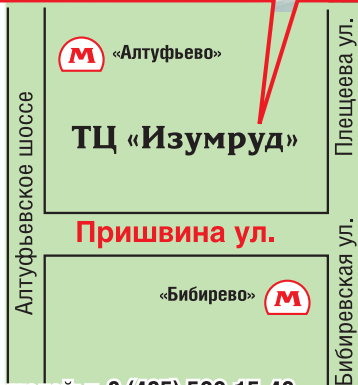 М «Алтуфьево»
Плещеева ул.
ТЦ «Изумруд»
Алтуфьевское шоссе
Пришвина ул.
«Бибирево» М
Бибиревская ул.